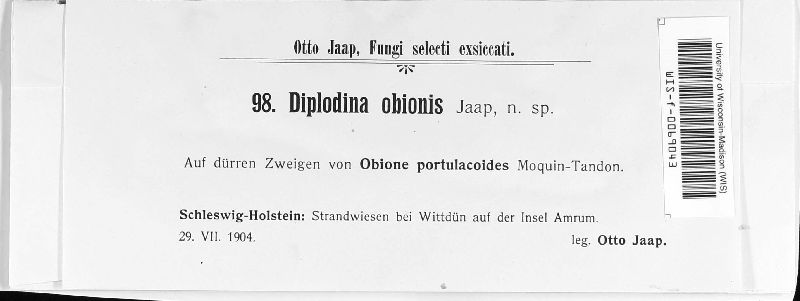 Otto Jaap, Fungi selecti exsiccati.
98. Diplodina obionis Jaap, n. sp.
Auf dürren Zweigen von Obione portulacoides Moquin-Tandon.
Schleswig-Holstein: Strandwiesen bei Wittdün auf der Insel Amrum.
29. VII. 1904.
leg. Otto Jaap.
University of Wisconsin-Madison (WIS)
WIS-f-0009043